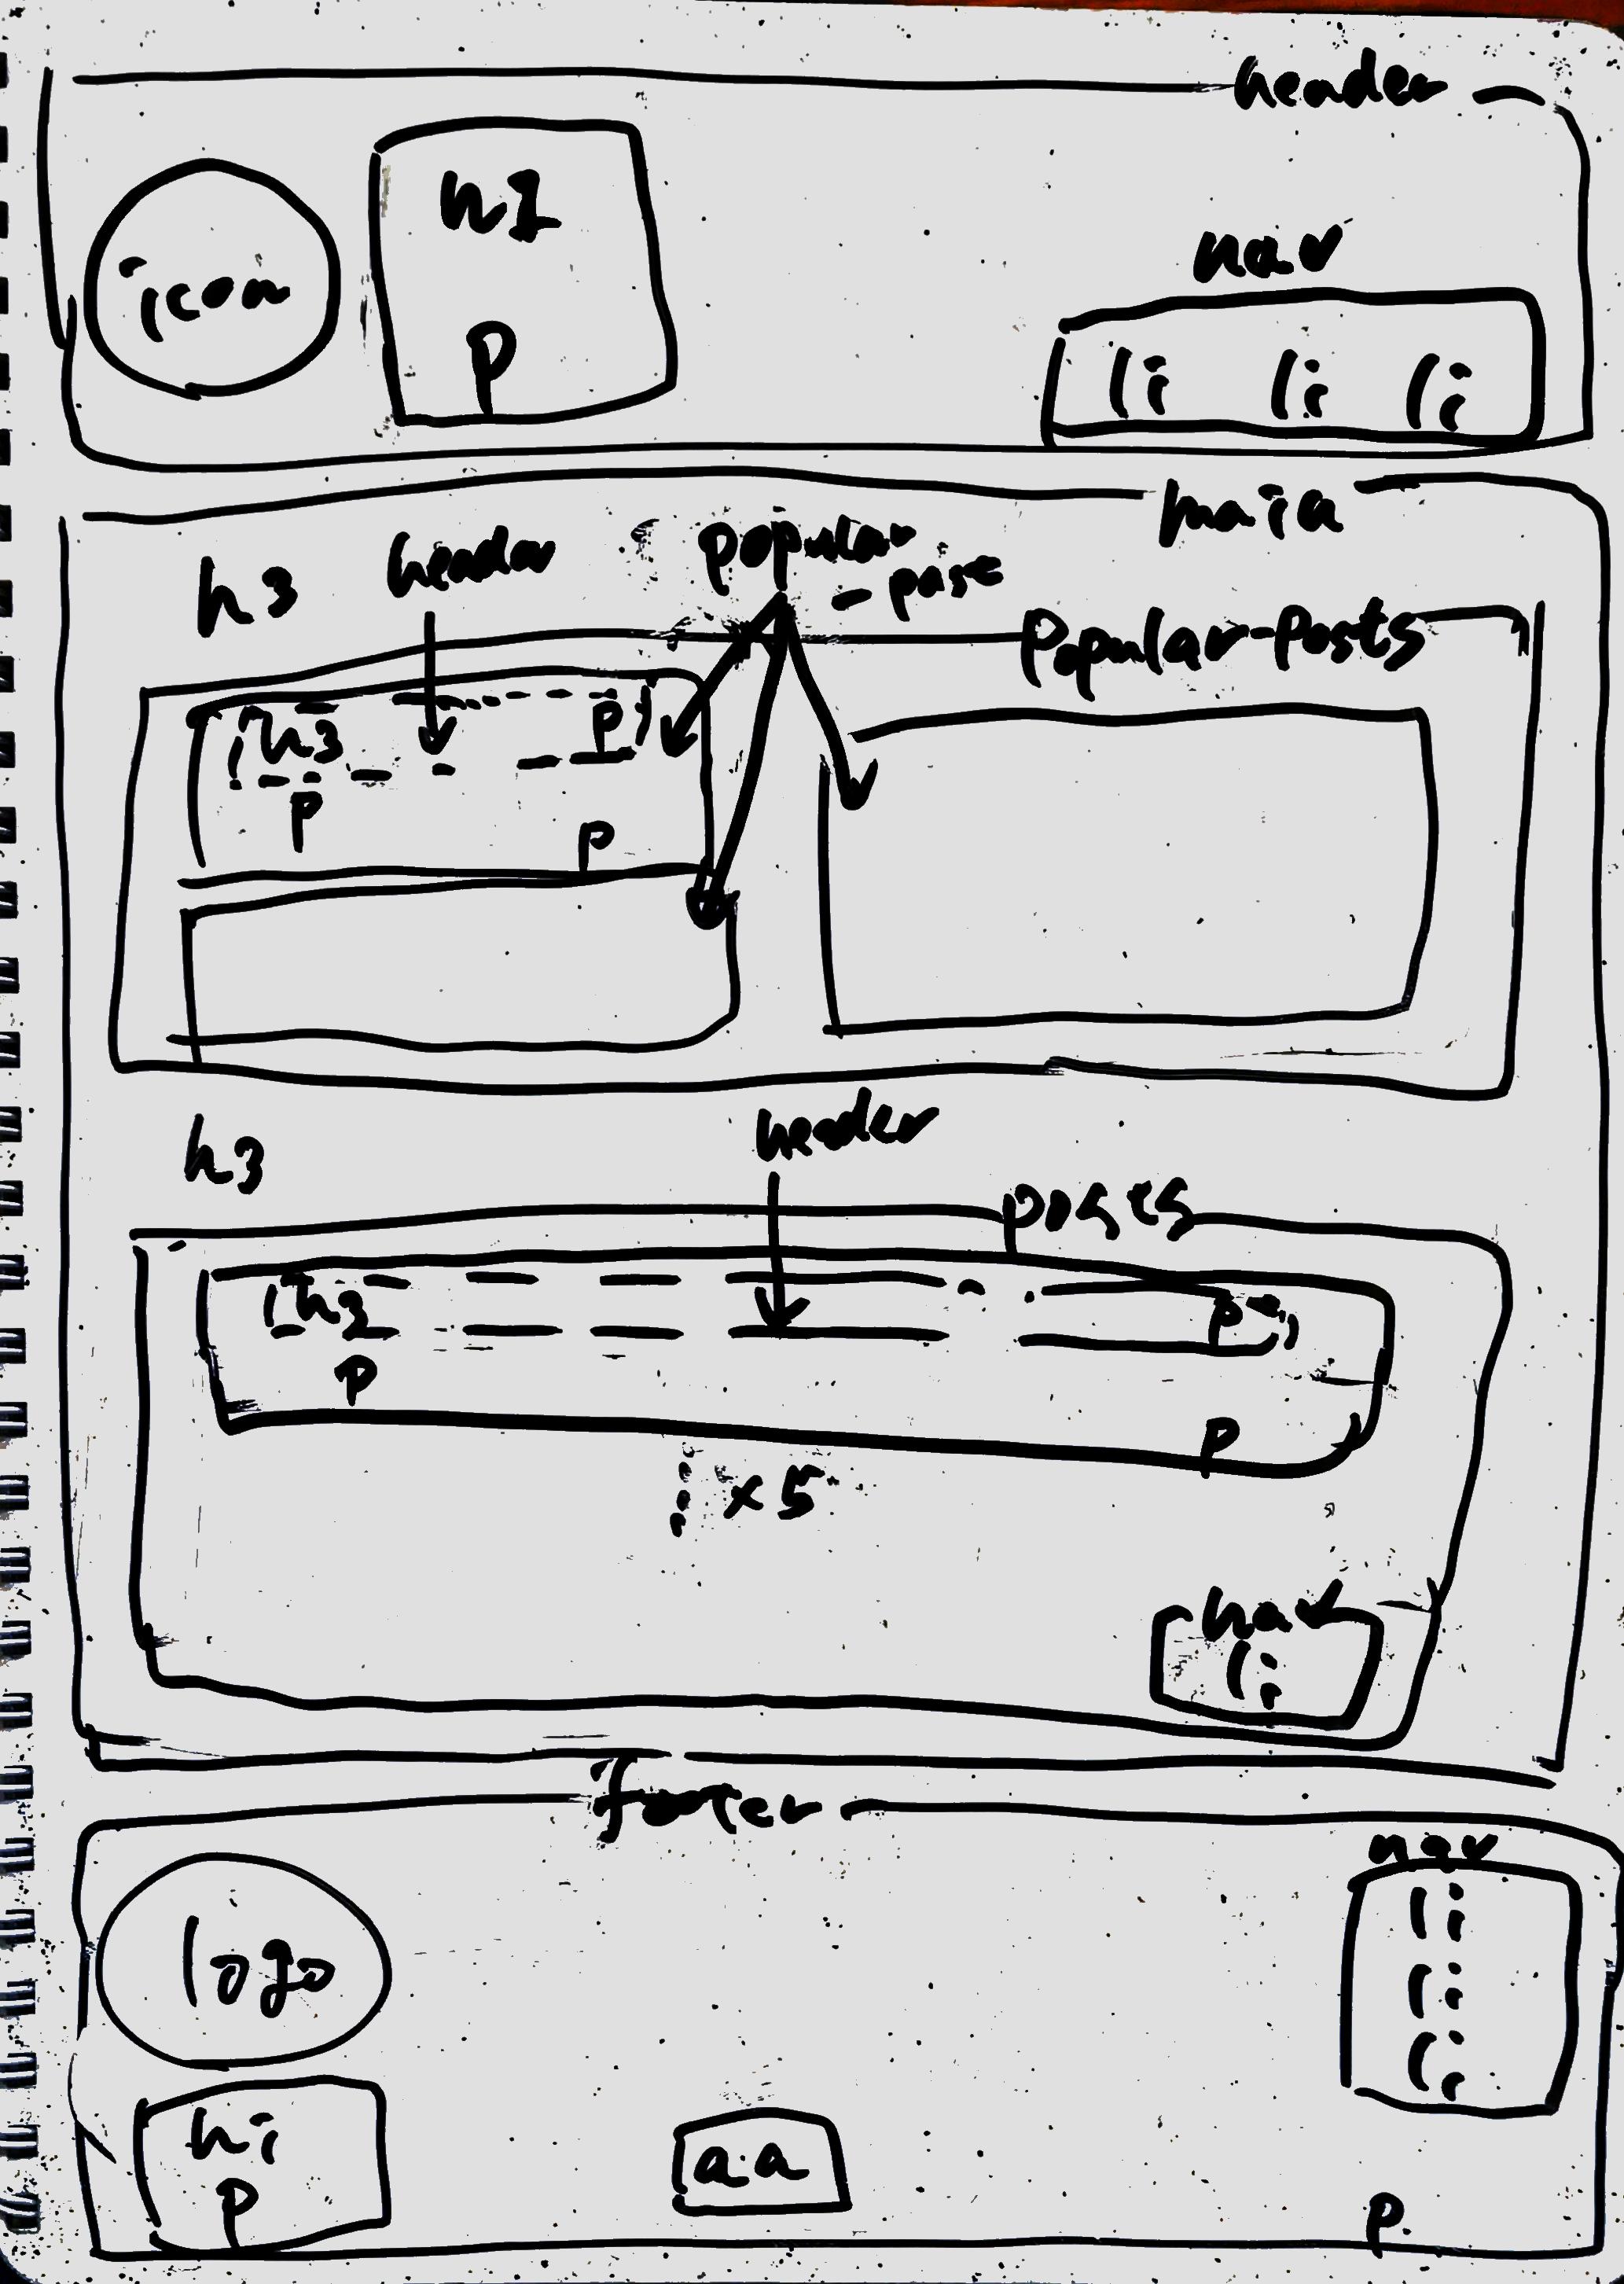 header
icon
h1
p
nav
li li li
main
h3
header
popular
- post
Popular-Posts
h3
p
p
p
h3
header
posts
h3
p
p
p
⋮ x5
nav
li
footer
logo
nav
li
li
li
h1
p
a a
p